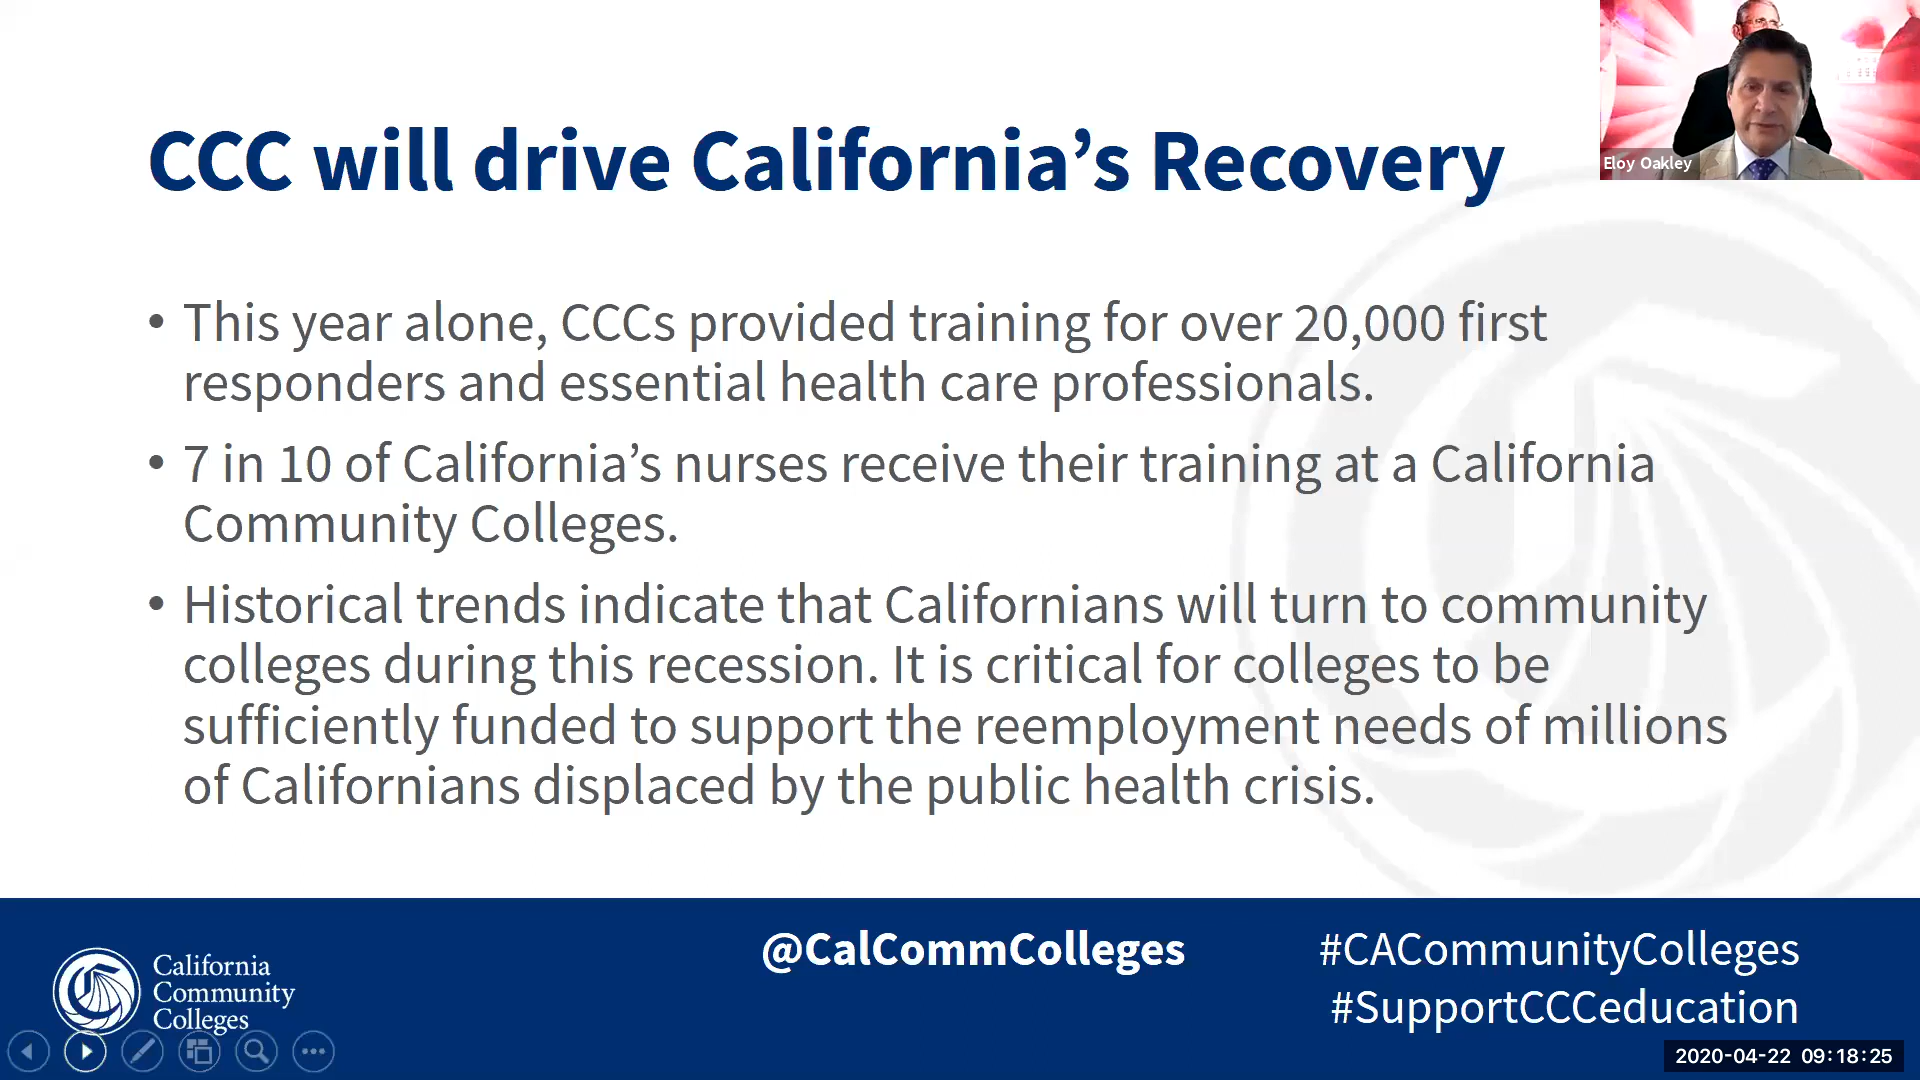 CCC will drive California’s Recovery
Eloy Oakley
• This year alone, CCCs provided training for over 20,000 first
responders and essential health care professionals.
• 7 in 10 of California’s nurses receive their training at a California
Community Colleges.
• Historical trends indicate that Californians will turn to community
colleges during this recession. It is critical for colleges to be
sufficiently funded to support the reemployment needs of millions
of Californians displaced by the public health crisis.
California
Community
Colleges
@CalCommColleges
#CACommunityColleges
#SupportCCCeducation
2020-04-22 09:18:25